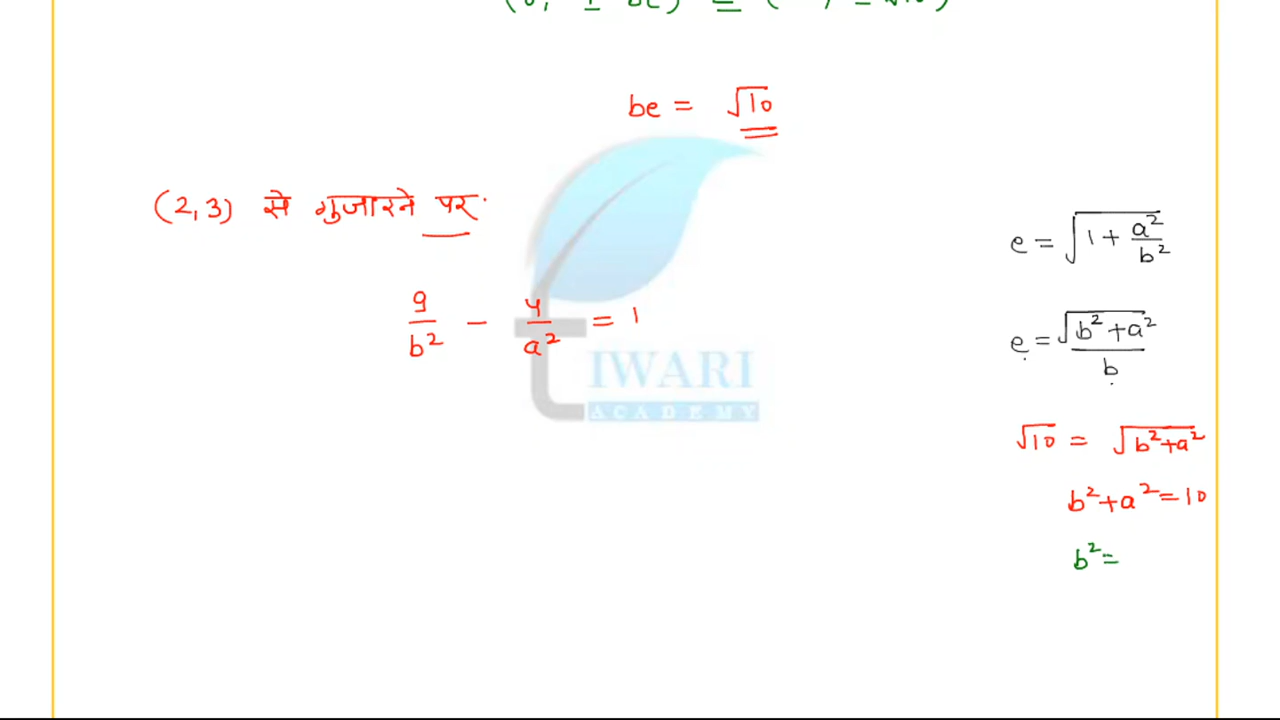 be = √10
(2,3) से गुजारने पर
e = √(1 + a²/b²)
9/b² - 4/a² = 1
e = √(b² + a²)/b
IWARI
ACADEMY
√10 = √(b²+a²)
b²+a² = 10
b² =